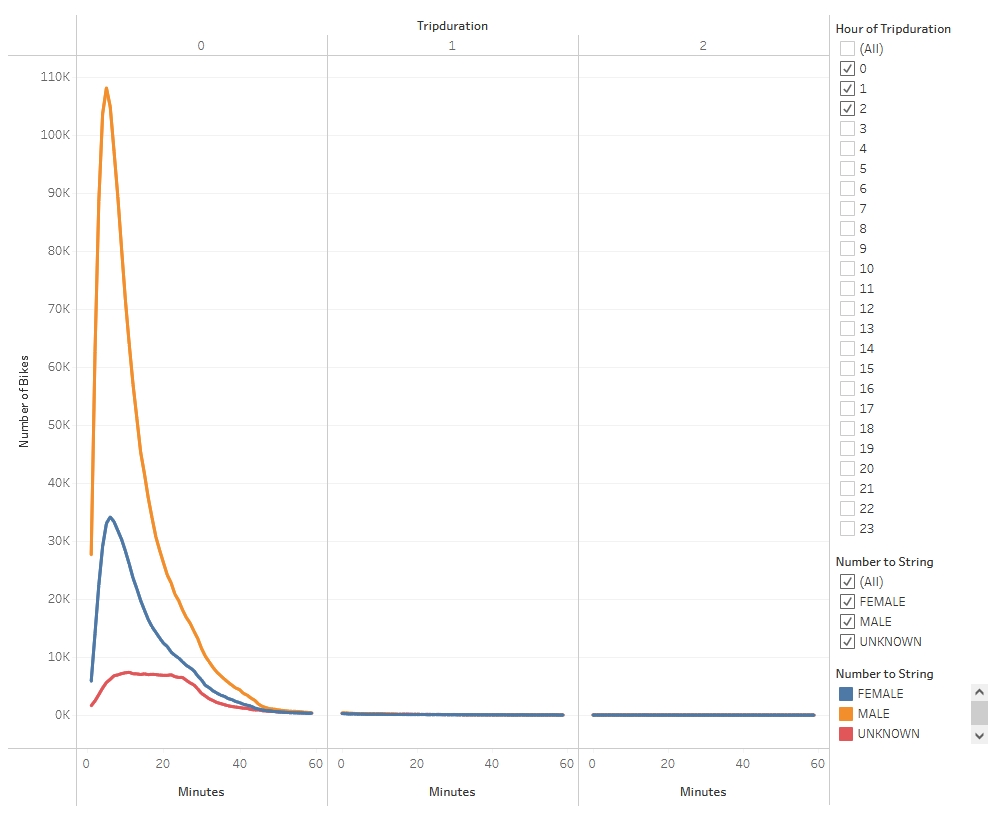 Tripduration
0 1 2
110K
100K
90K
80K
70K
60K
50K
40K
30K
20K
10K
0K
Number of Bikes
0 20 40 60 0 20 40 60 0 20 40 60
Minutes Minutes Minutes
Hour of Tripduration
(All)
0
1
2
3
4
5
6
7
8
9
10
11
12
13
14
15
16
17
18
19
20
21
22
23
Number to String
(All)
FEMALE
MALE
UNKNOWN
Number to String
FEMALE
MALE
UNKNOWN